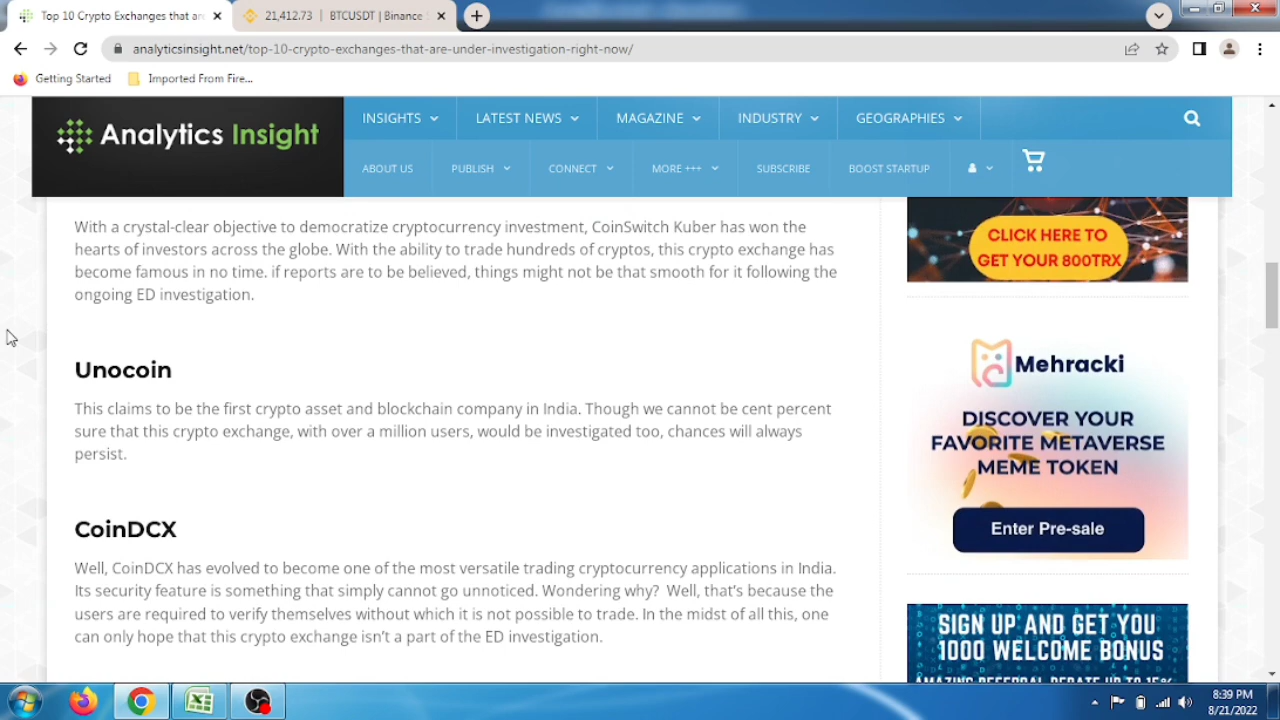 Top 10 Crypto Exchanges that are
21,412.73 | BTCUSDT | Binance
analyticsinsight.net/top-10-crypto-exchanges-that-are-under-investigation-right-now/
Getting Started
Imported From Fire...
Analytics Insight
INSIGHTS
LATEST NEWS
MAGAZINE
INDUSTRY
GEOGRAPHIES
ABOUT US
PUBLISH
CONNECT
MORE +++
SUBSCRIBE
BOOST STARTUP
With a crystal-clear objective to democratize cryptocurrency investment, CoinSwitch Kuber has won the
hearts of investors across the globe. With the ability to trade hundreds of cryptos, this crypto exchange has
become famous in no time. if reports are to be believed, things might not be that smooth for it following the
ongoing ED investigation.
Unocoin
This claims to be the first crypto asset and blockchain company in India. Though we cannot be cent percent
sure that this crypto exchange, with over a million users, would be investigated too, chances will always
persist.
CoinDCX
Well, CoinDCX has evolved to become one of the most versatile trading cryptocurrency applications in India.
Its security feature is something that simply cannot go unnoticed. Wondering why?  Well, that's because the
users are required to verify themselves without which it is not possible to trade. In the midst of all this, one
can only hope that this crypto exchange isn't a part of the ED investigation.
CLICK HERE TO
GET YOUR 800TRX
Mehracki
DISCOVER YOUR
FAVORITE METAVERSE
MEME TOKEN
Enter Pre-sale
SIGN UP AND GET YOU
1000 WELCOME BONUS
AMAZING REFERRAL REBATE UP TO 15%
8:39 PM
8/21/2022